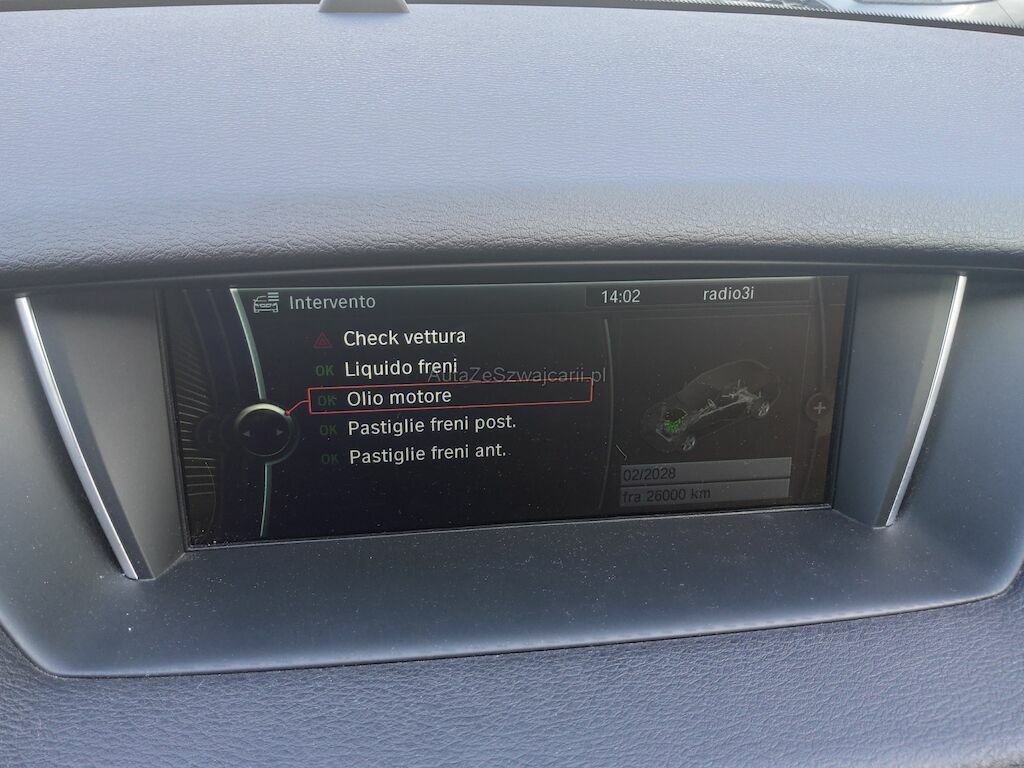 Intervento
14:02
radio3i
Check vettura
OK Liquido freni
AutaZeSzwajcarii.pl
OK Olio motore
OK Pastiglie freni post.
OK Pastiglie freni ant.
02/2028
fra 26000 km